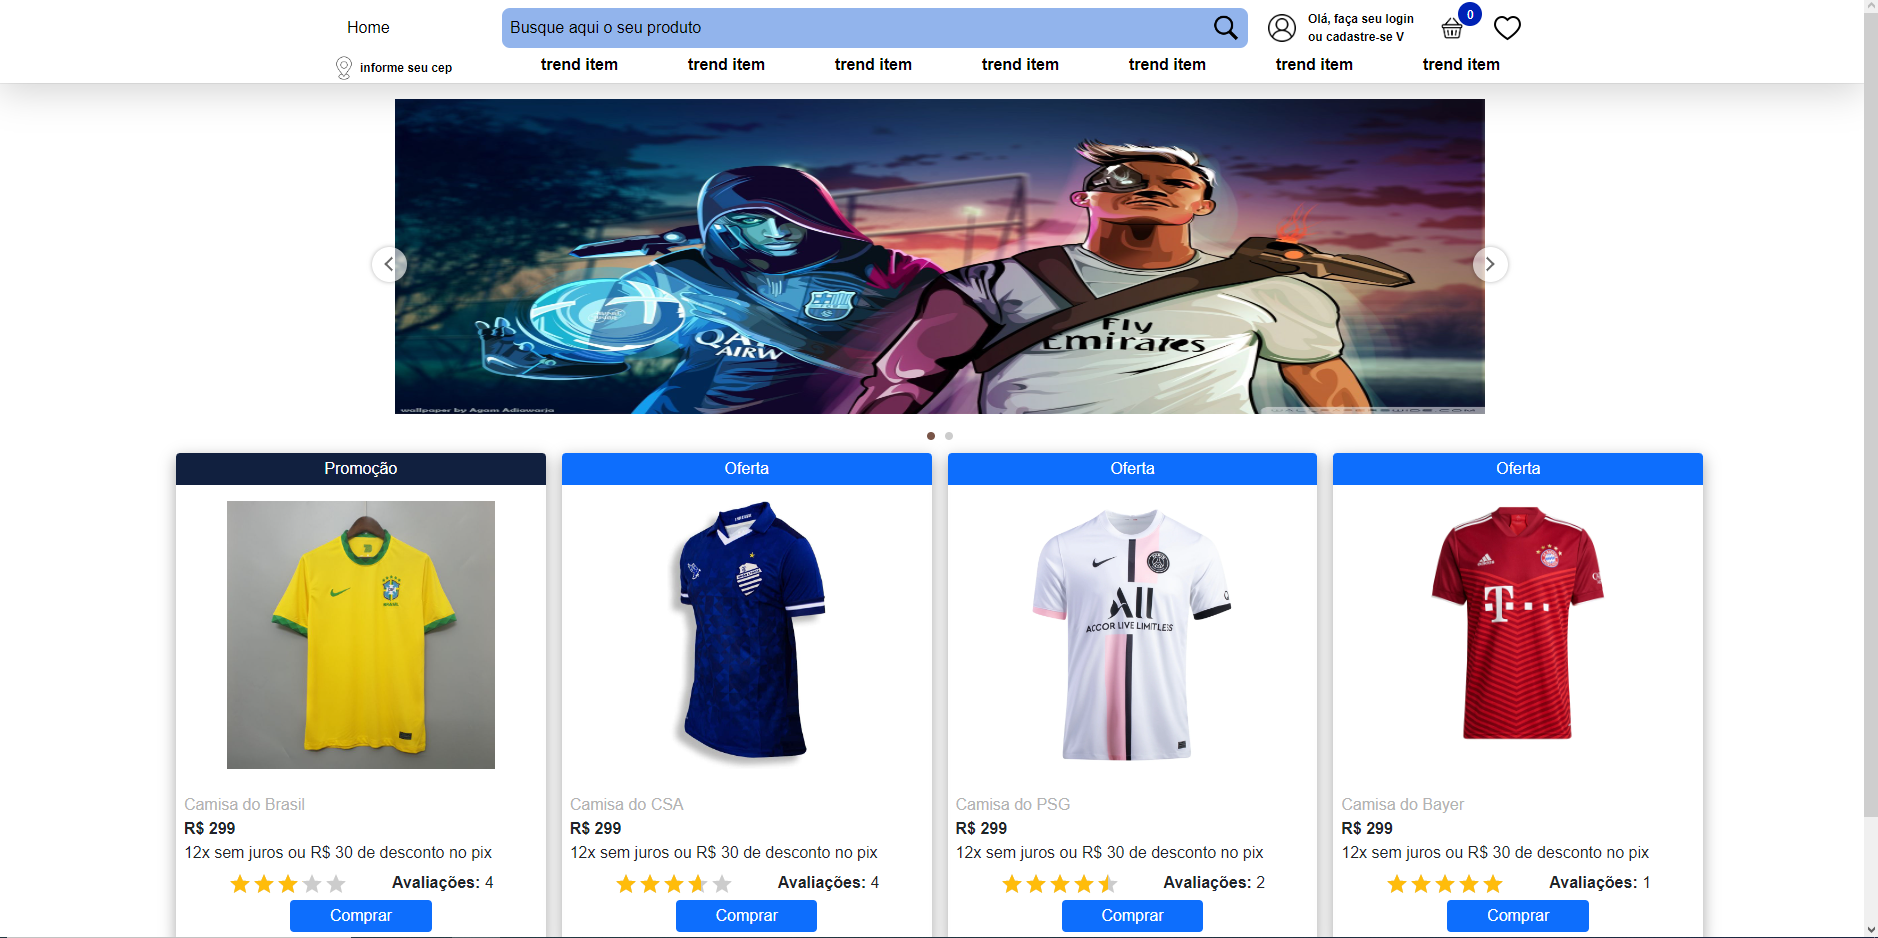 Home
Busque aqui o seu produto
Olá, faça seu login
ou cadastre-se V
0
informe seu cep
trend item trend item trend item trend item trend item trend item trend item
QATAR
AIRW
Fly
Emirates
wallpaper by Agam Adiawarja
Promoção Oferta Oferta Oferta
ALL
ACCOR LIVE LIMITLESS
T
Camisa do Brasil Camisa do CSA Camisa do PSG Camisa do Bayer
R$ 299 R$ 299 R$ 299 R$ 299
12x sem juros ou R$ 30 de desconto no pix 12x sem juros ou R$ 30 de desconto no pix 12x sem juros ou R$ 30 de desconto no pix 12x sem juros ou R$ 30 de desconto no pix
Avaliações: 4 Avaliações: 4 Avaliações: 2 Avaliações: 1
Comprar Comprar Comprar Comprar